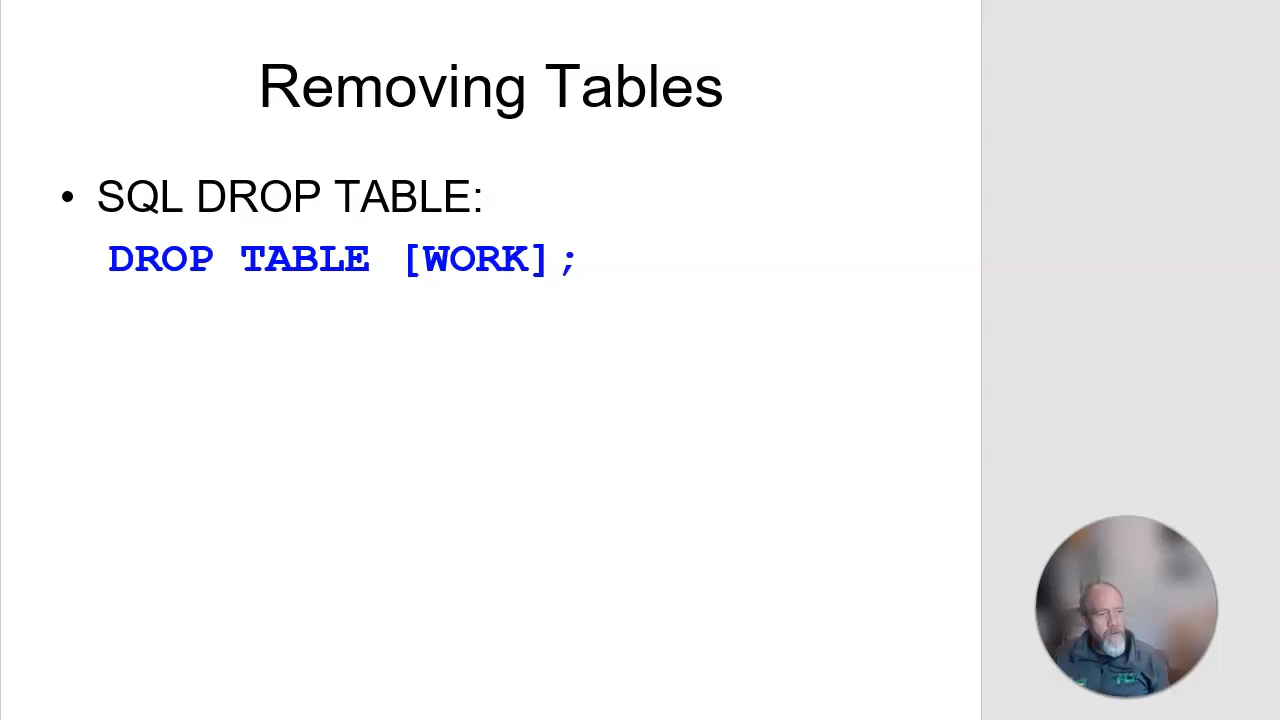 Removing Tables
• SQL DROP TABLE:
DROP TABLE [WORK];